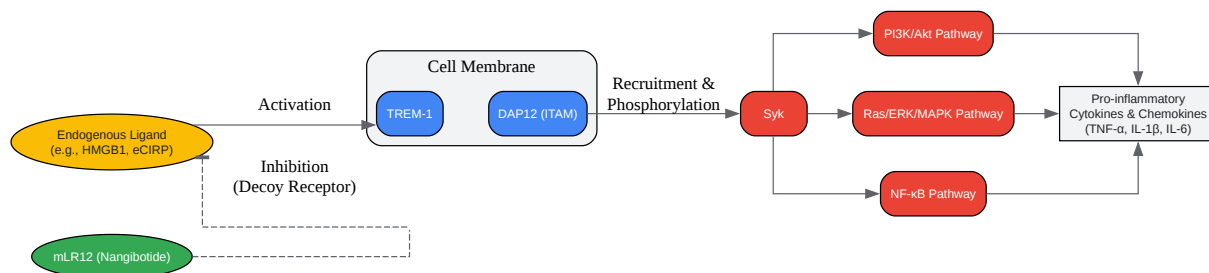 PI3K/Akt Pathway
Cell Membrane
Recruitment &
Phosphorylation
Activation
TREM-1
DAP12 (ITAM)
Syk
Ras/ERK/MAPK Pathway
Pro-inflammatory
Cytokines & Chemokines
(TNF-α, IL-1β, IL-6)
Endogenous Ligand
(e.g., HMGB1, eCIRP)
Inhibition
(Decoy Receptor)
NF-κB Pathway
mLR12 (Nangibotide)